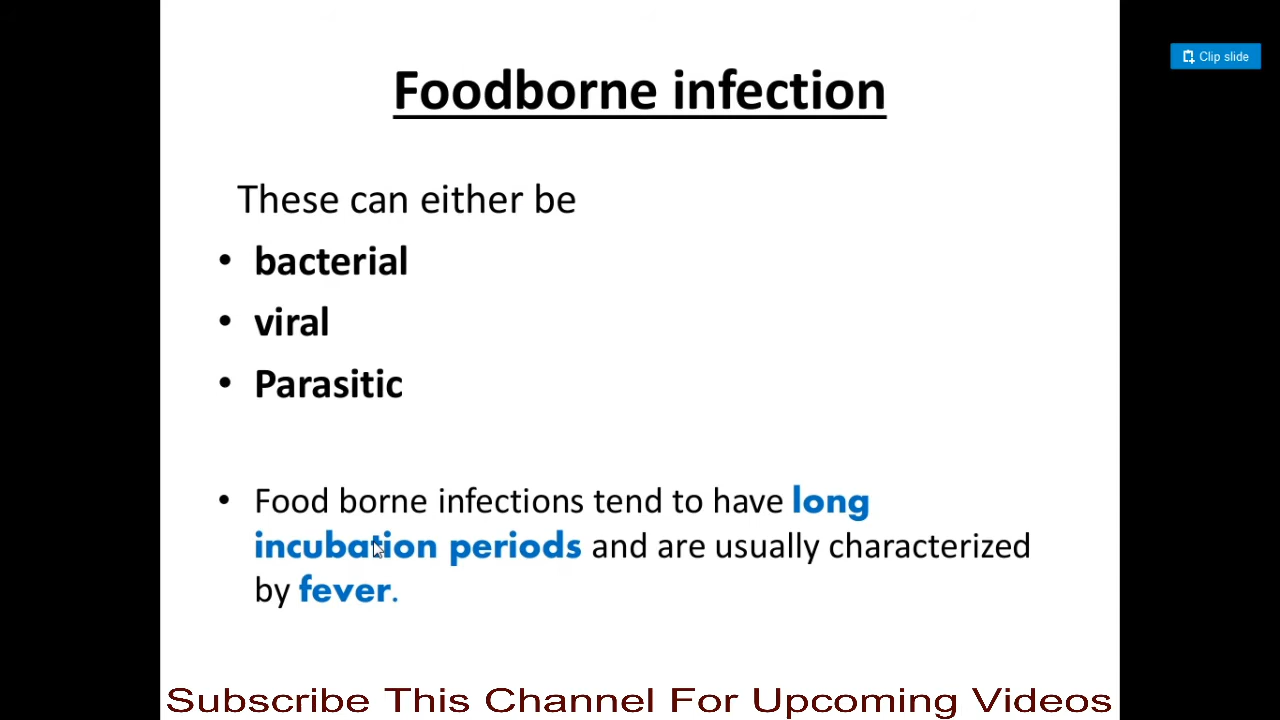 Clip slide
Foodborne infection
These can either be
• bacterial
• viral
• Parasitic
• Food borne infections tend to have long
incubation periods and are usually characterized
by fever.
Subscribe This Channel For Upcoming Videos